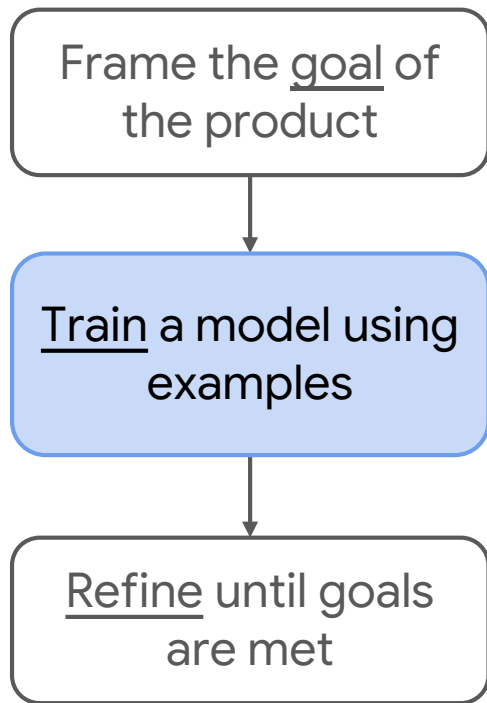 Frame the goal of
the product
Train a model using
examples
Refine until goals
are met